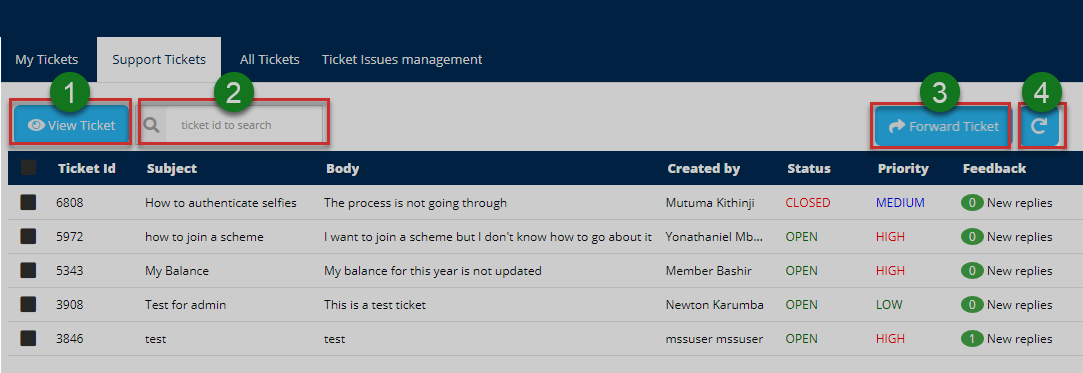 My Tickets Support Tickets All Tickets Ticket Issues management
1 2 3 4
View Ticket ticket id to search Forward Ticket
Ticket Id Subject Body Created by Status Priority Feedback
6808 How to authenticate selfies The process is not going through Mutuma Kithinji CLOSED MEDIUM 0 New replies
5972 how to join a scheme I want to join a scheme but I don't know how to go about it Yonathaniel Mb... OPEN HIGH 0 New replies
5343 My Balance My balance for this year is not updated Member Bashir OPEN HIGH 0 New replies
3908 Test for admin This is a test ticket Newton Karumba OPEN LOW 0 New replies
3846 test test mssuser mssuser OPEN HIGH 1 New replies